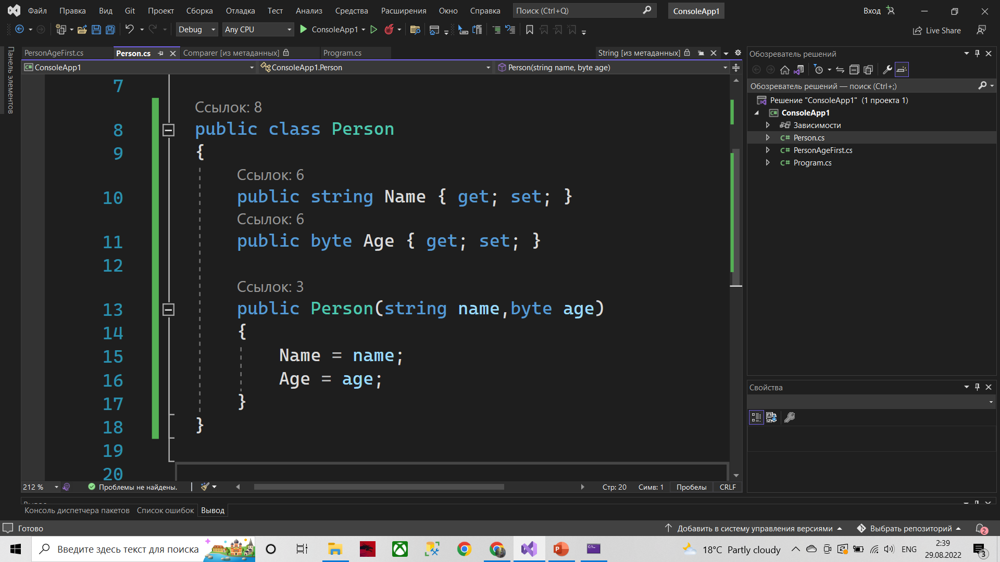 Файл Правка Вид Git Проект Сборка Отладка Тест Анализ Средства Расширения Окно Справка Поиск (Ctrl+Q) ConsoleApp1 Вход
Debug Any CPU ConsoleApp1 Live Share
Панель элементов
PersonAgeFirst.cs Person.cs Comparer [из метаданных] Program.cs String [из метаданных]
ConsoleApp1 ConsoleApp1.Person Person(string name, byte age)
7
Ссылок: 8
8 public class Person
9 {
Ссылок: 6
10 public string Name { get; set; }
Ссылок: 6
11 public byte Age { get; set; }
12
Ссылок: 3
13 public Person(string name,byte age)
14 {
15 Name = name;
16 Age = age;
17 }
18 }
19
20
212 % Проблемы не найдены. Стр: 20 Симв: 1 Пробелы CRLF
Обозреватель решений
Обозреватель решений — поиск (Ctrl+;)
Решение "ConsoleApp1" (1 проекта 1)
C# ConsoleApp1
Зависимости
C# Person.cs
C# PersonAgeFirst.cs
C# Program.cs
Свойства
Вывод
Консоль диспетчера пакетов Список ошибок Вывод
Готово Добавить в систему управления версиями Выбрать репозиторий 2
Введите здесь текст для поиска 18°C Partly cloudy ENG 2:39
29.08.2022 3